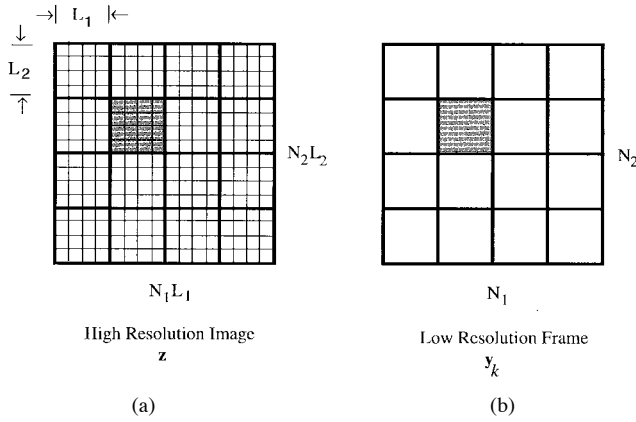 L1
L2
N2L2
N2
N1L1
N1
High Resolution Image
z
Low Resolution Frame
yk
(a)
(b)